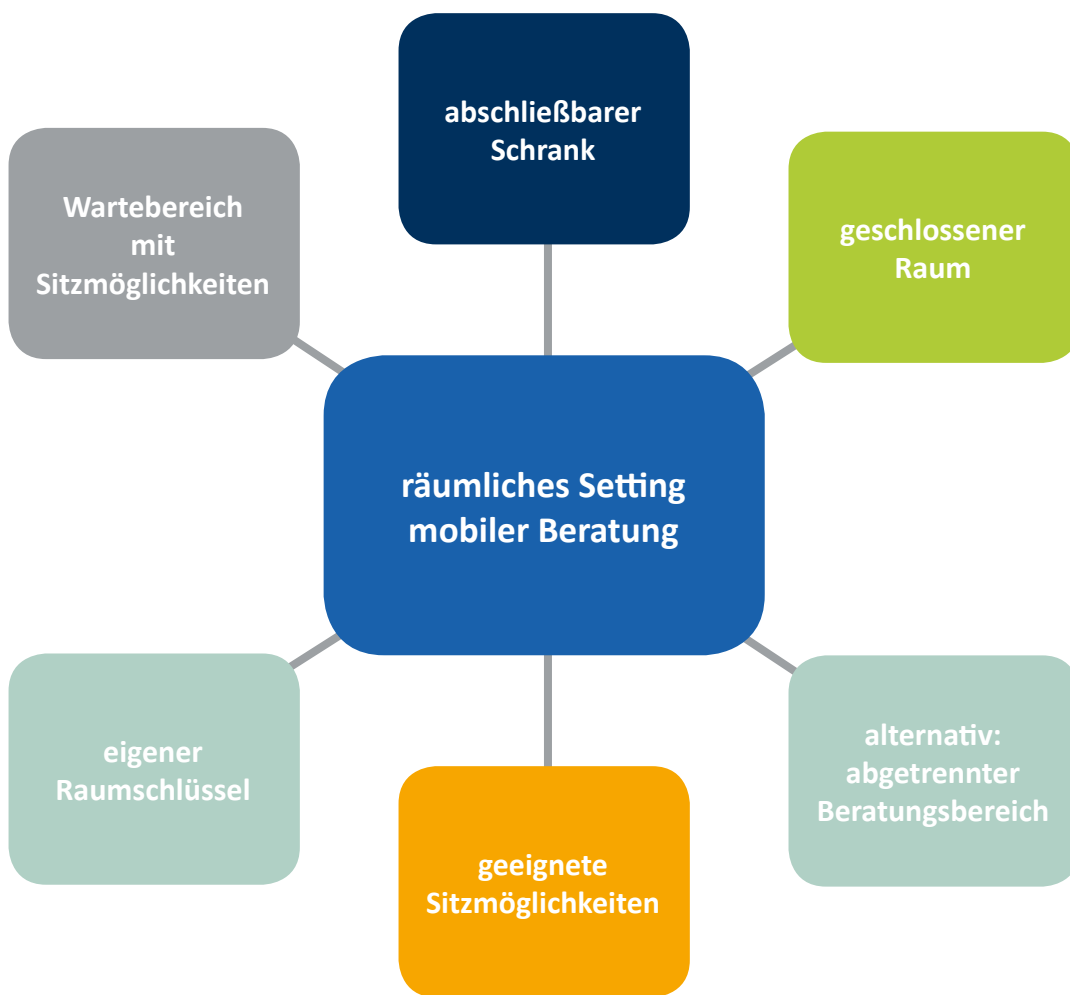 abschließbarer
Schrank
Wartebereich
mit
Sitzmöglichkeiten
geschlossener
Raum
räumliches Setting
mobiler Beratung
eigener
Raumschlüssel
alternativ:
abgetrennter
Beratungsbereich
geeignete
Sitzmöglichkeiten